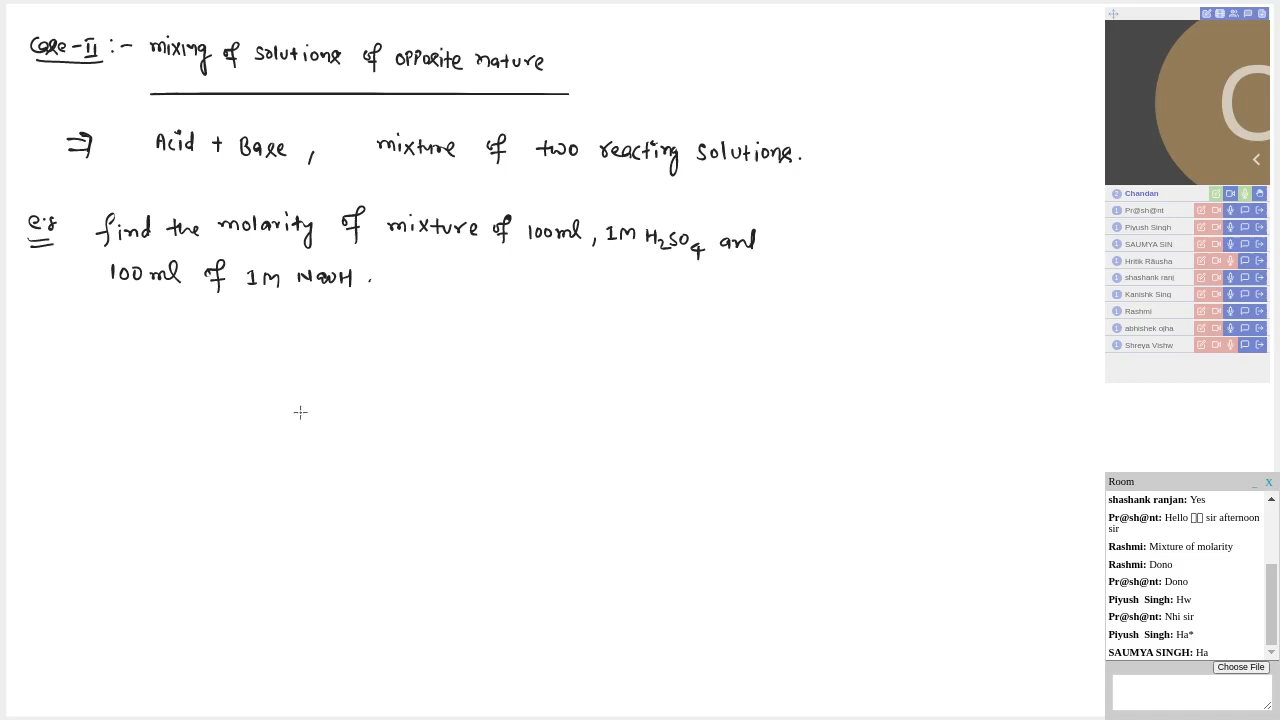 Case-II :- mixing of solutions of opposite nature
⇒ Acid + Base, mixture of two reacting solutions.
e.g find the molarity of mixture of 100ml, 1M H₂SO₄ and
100 ml of 1M NaOH.
C
Chandan
Pr@sh@nt
Piyush Singh
SAUMYA SIN
Hritik Räusha
shashank ranj
Kanishk Sing
Rashmi
abhishek ojha
Shreya Vishw
Room _ X
shashank ranjan: Yes
Pr@sh@nt: Hello sir afternoon
sir
Rashmi: Mixture of molarity
Rashmi: Dono
Pr@sh@nt: Dono
Piyush Singh: Hw
Pr@sh@nt: Nhi sir
Piyush Singh: Ha*
SAUMYA SINGH: Ha
Choose File